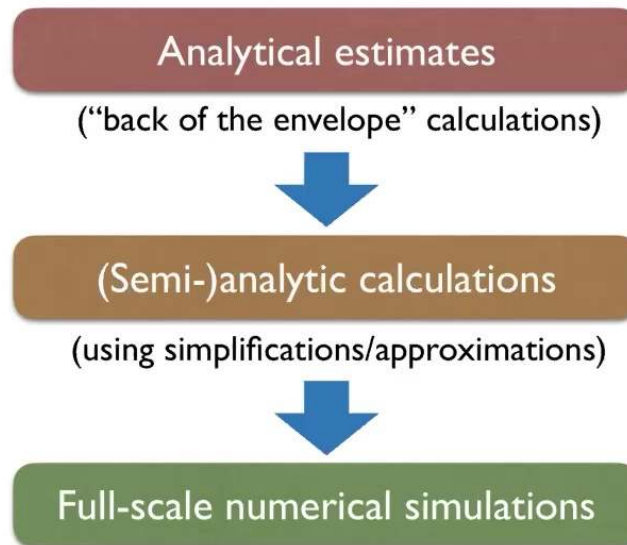 Analytical estimates
(“back of the envelope” calculations)
(Semi-)analytic calculations
(using simplifications/approximations)
Full-scale numerical simulations